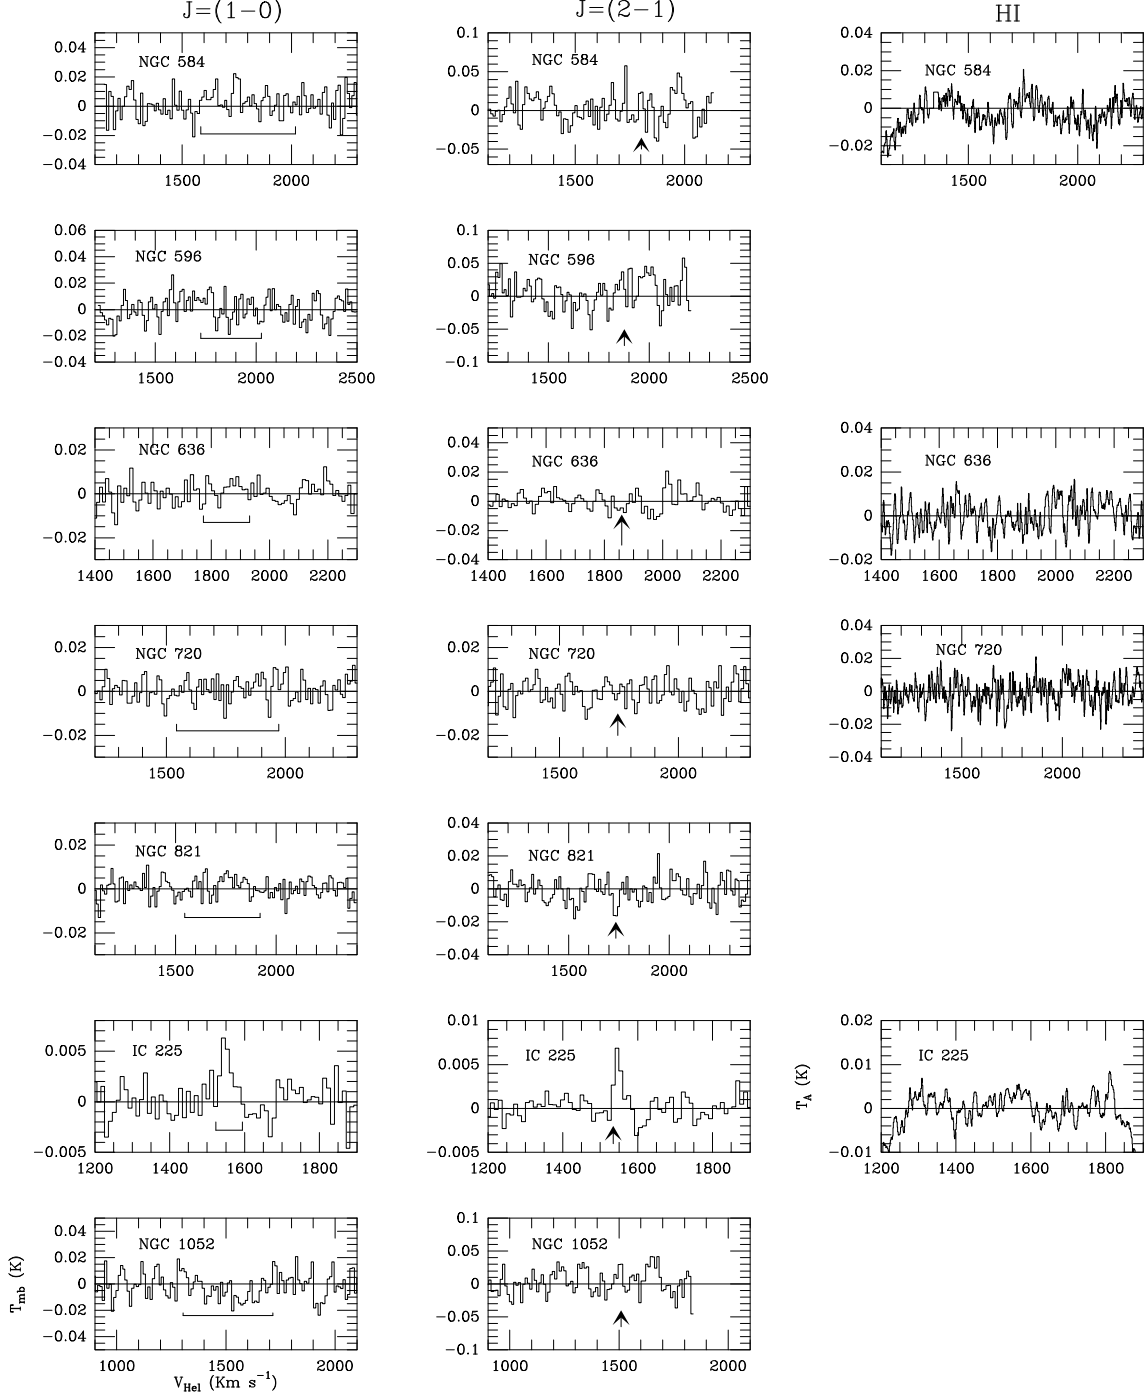 J=(1−0) J=(2−1) HI
0.04 0.1 0.04
NGC 584 NGC 584 NGC 584
0.02 0.05 0.02
0 0 0
−0.02 −0.05 −0.02
−0.04
1500 2000 1500 2000 1500 2000
0.06 0.1
NGC 596 NGC 596
0.04 0.05
0.02
0 0
−0.02 −0.05
−0.04 −0.1
1500 2000 2500 1500 2000 2500
0.04 0.04
NGC 636 NGC 636 NGC 636
0.02 0.02 0.02
0 0 0
−0.02 −0.02
−0.04 −0.02
1400 1600 1800 2000 2200 1400 1600 1800 2000 2200 1400 1600 1800 2000 2200
0.04
NGC 720 NGC 720 NGC 720
0.02 0.02 0.02
0 0 0
−0.02 −0.02 −0.02
−0.04
1500 2000 1500 2000 1500 2000
0.04
NGC 821 NGC 821
0.02 0.02
0 0
−0.02 −0.02
−0.04
1500 2000 1500 2000
0.01 0.02
IC 225 IC 225 IC 225
0.005 0.005 0.01
0 0 0
−0.005 −0.005 −0.01
T_A (K)
1200 1400 1600 1800 1200 1400 1600 1800 1200 1400 1600 1800
0.04 0.1
NGC 1052 NGC 1052
0.02 0.05
0 0
−0.02 −0.05
−0.04 −0.1
T_mb (K)
1000 1500 2000 1000 1500 2000
V_Hel (Km s⁻¹)